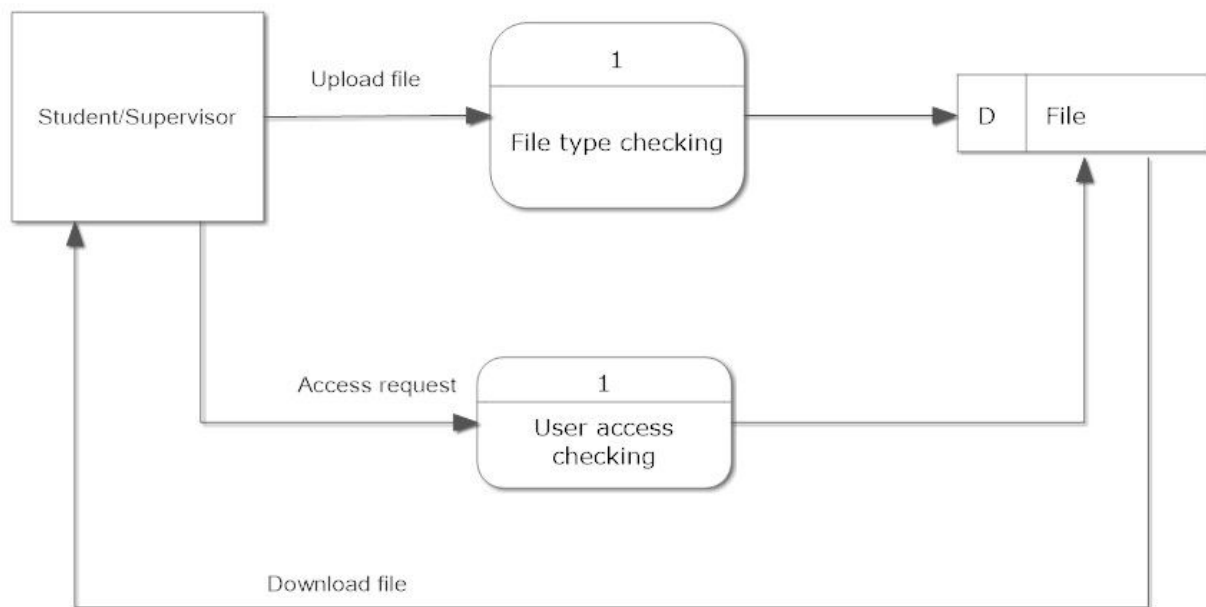 1
Upload file
Student/Supervisor
File type checking
D
File
Access request
1
User access
checking
Download file